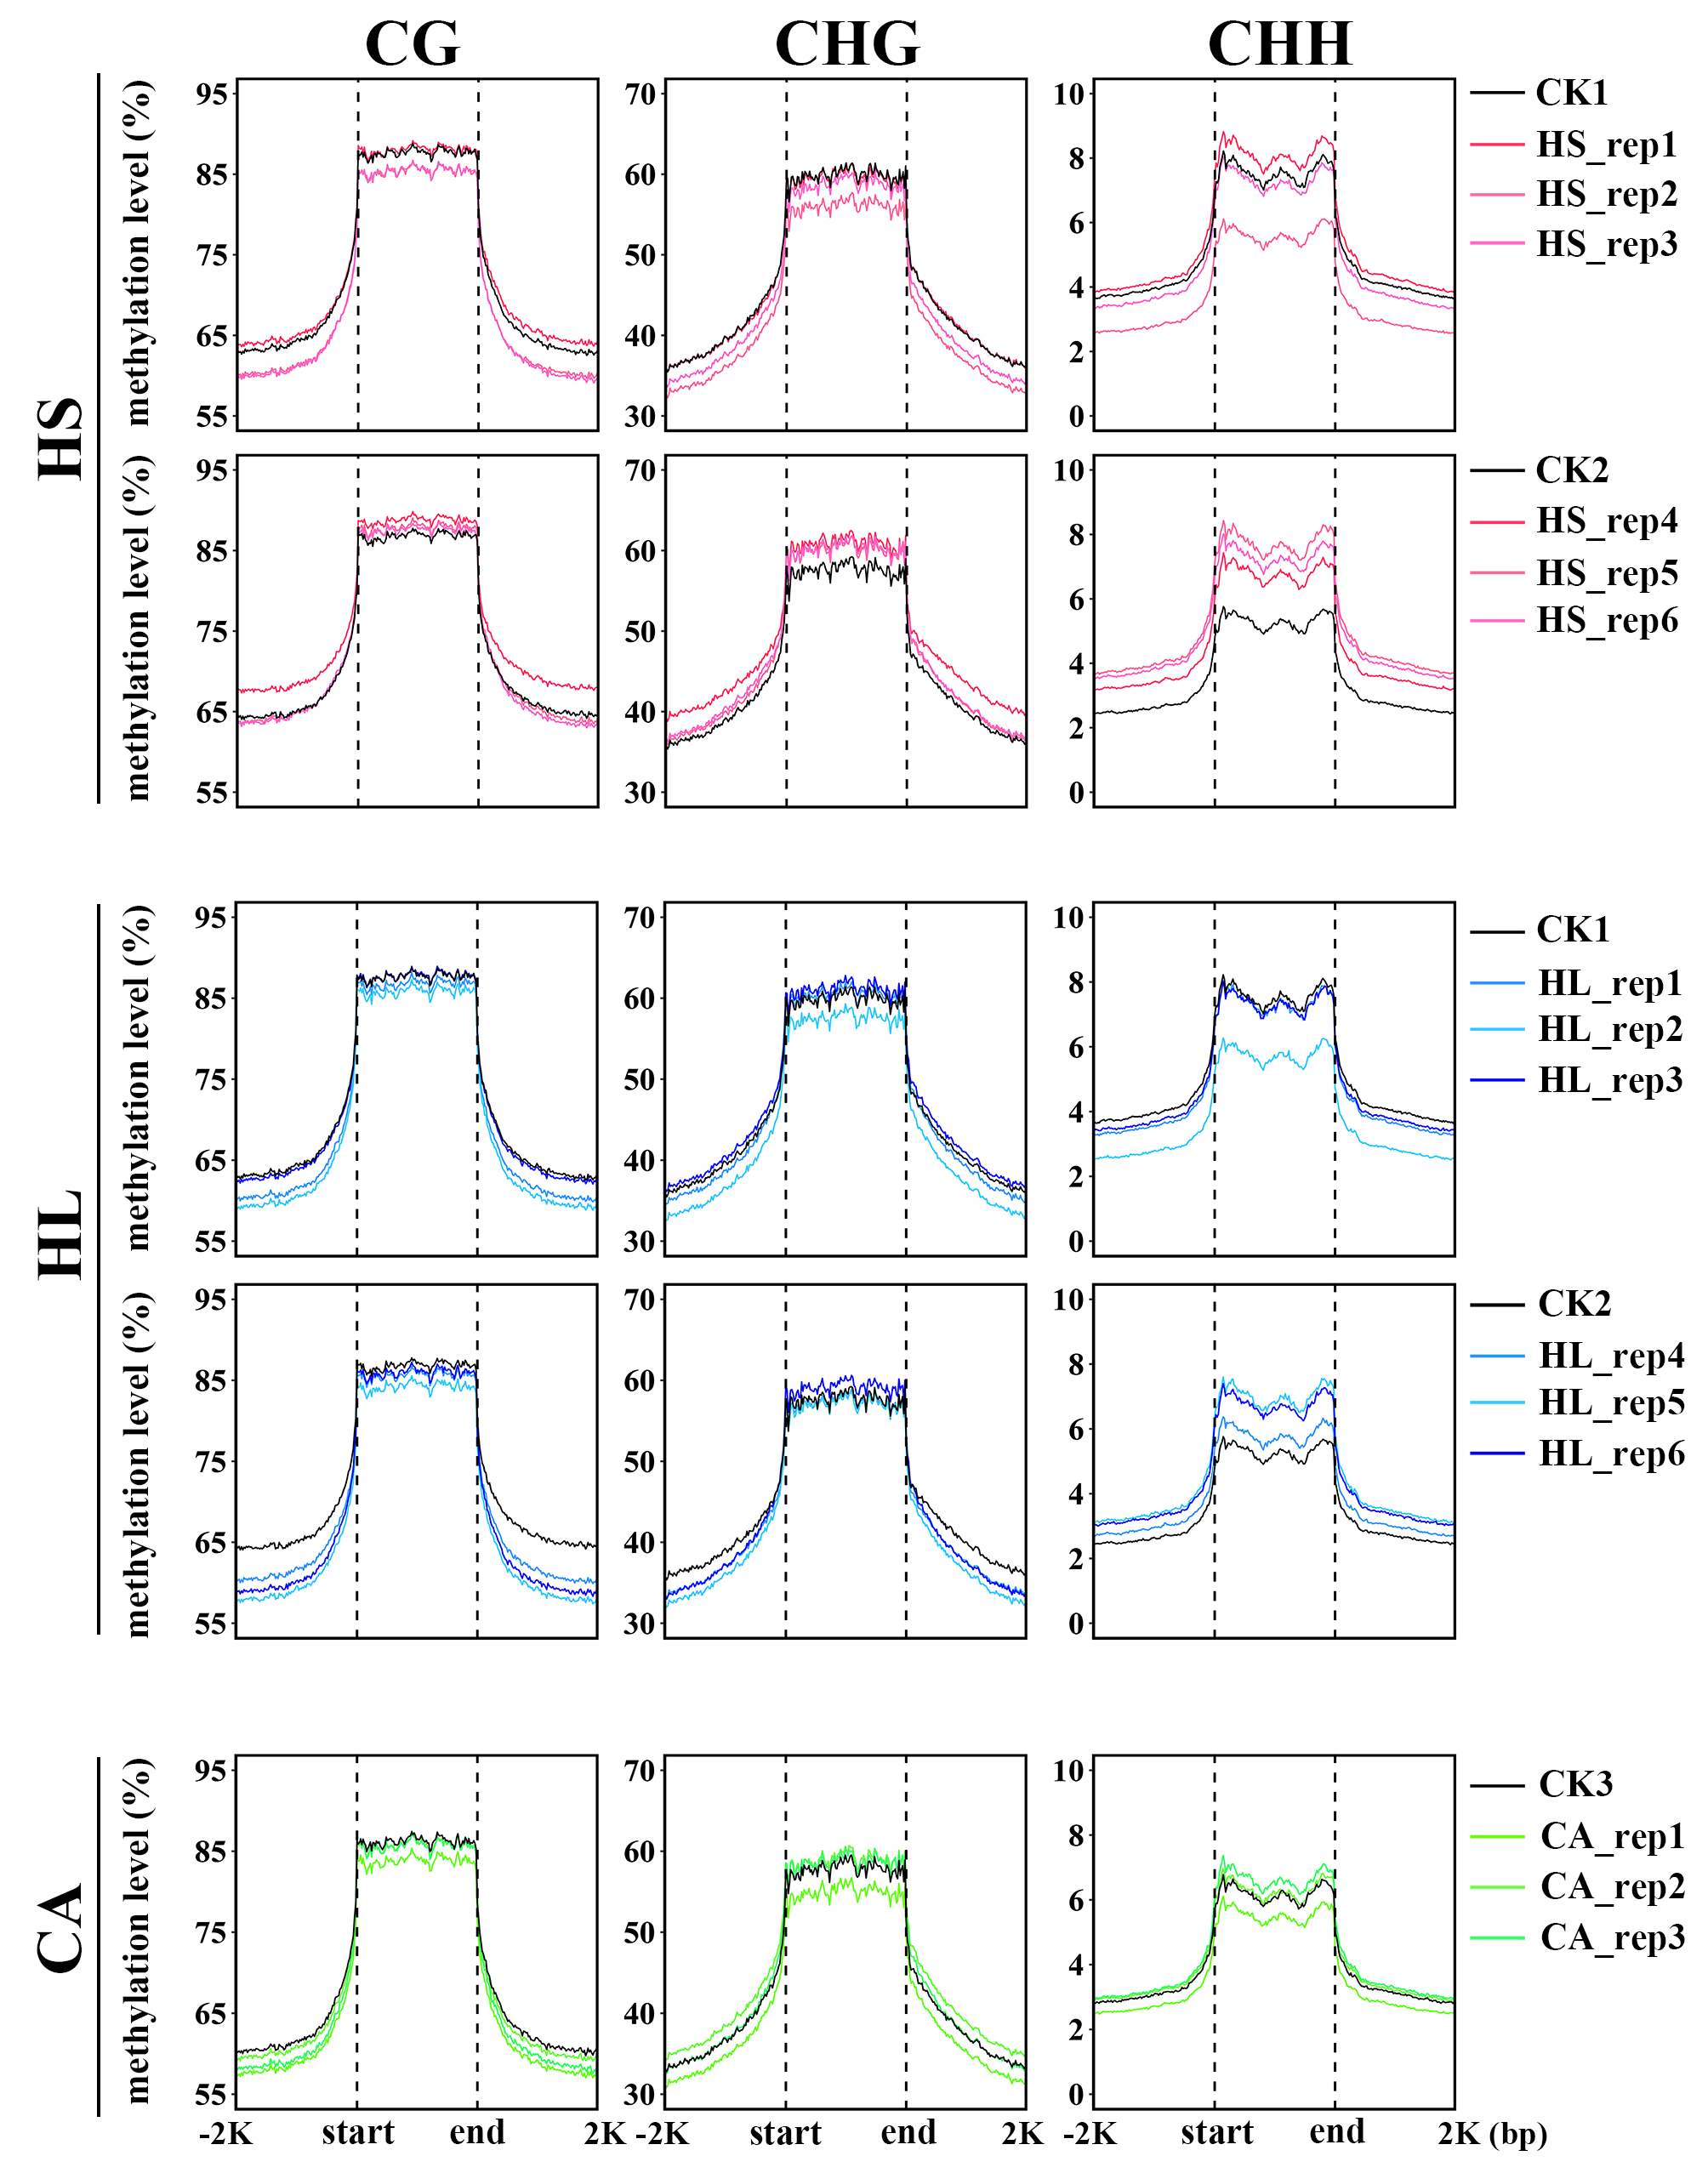 CG CHG CHH
HS
methylation level (%)
95 85 75 65 55
70 60 50 40 30
10 8 6 4 2 0
CK1
HS_rep1
HS_rep2
HS_rep3
methylation level (%)
95 85 75 65 55
70 60 50 40 30
10 8 6 4 2 0
CK2
HS_rep4
HS_rep5
HS_rep6
HL
methylation level (%)
95 85 75 65 55
70 60 50 40 30
10 8 6 4 2 0
CK1
HL_rep1
HL_rep2
HL_rep3
methylation level (%)
95 85 75 65 55
70 60 50 40 30
10 8 6 4 2 0
CK2
HL_rep4
HL_rep5
HL_rep6
CA
methylation level (%)
95 85 75 65 55
70 60 50 40 30
10 8 6 4 2 0
CK3
CA_rep1
CA_rep2
CA_rep3
-2K start end 2K -2K start end 2K -2K start end 2K (bp)